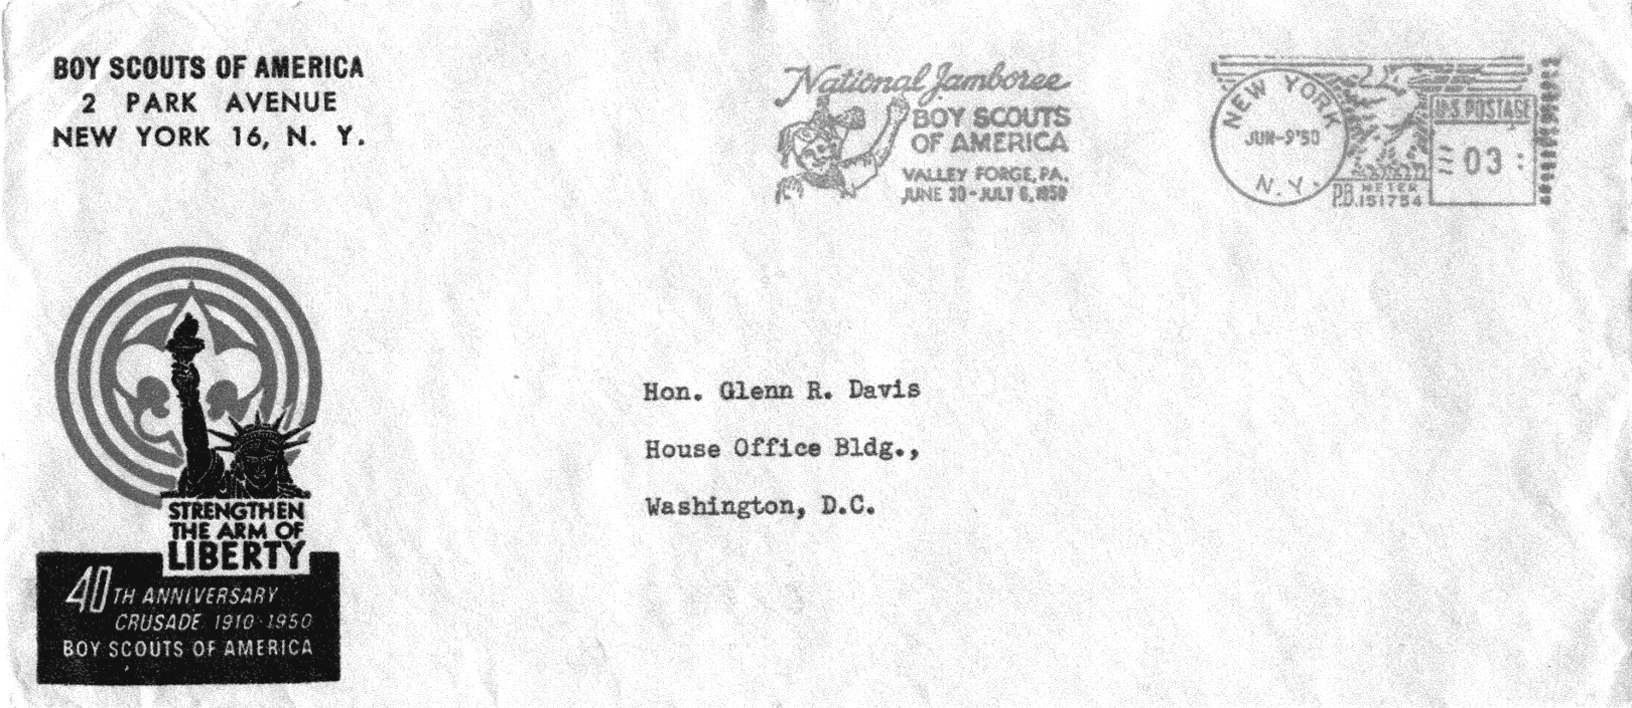 BOY SCOUTS OF AMERICA
2 PARK AVENUE
NEW YORK 16, N. Y.
National Jamboree
BOY SCOUTS
OF AMERICA
VALLEY FORGE, PA.
JUNE 30-JULY 6, 1950
NEW YORK
JUN-9'50
N.Y.
U.S. POSTAGE
03
P.B. METER
151754
Hon. Glenn R. Davis
House Office Bldg.,
Washington, D.C.
STRENGTHEN
THE ARM OF
LIBERTY
40TH ANNIVERSARY
CRUSADE 1910-1950
BOY SCOUTS OF AMERICA